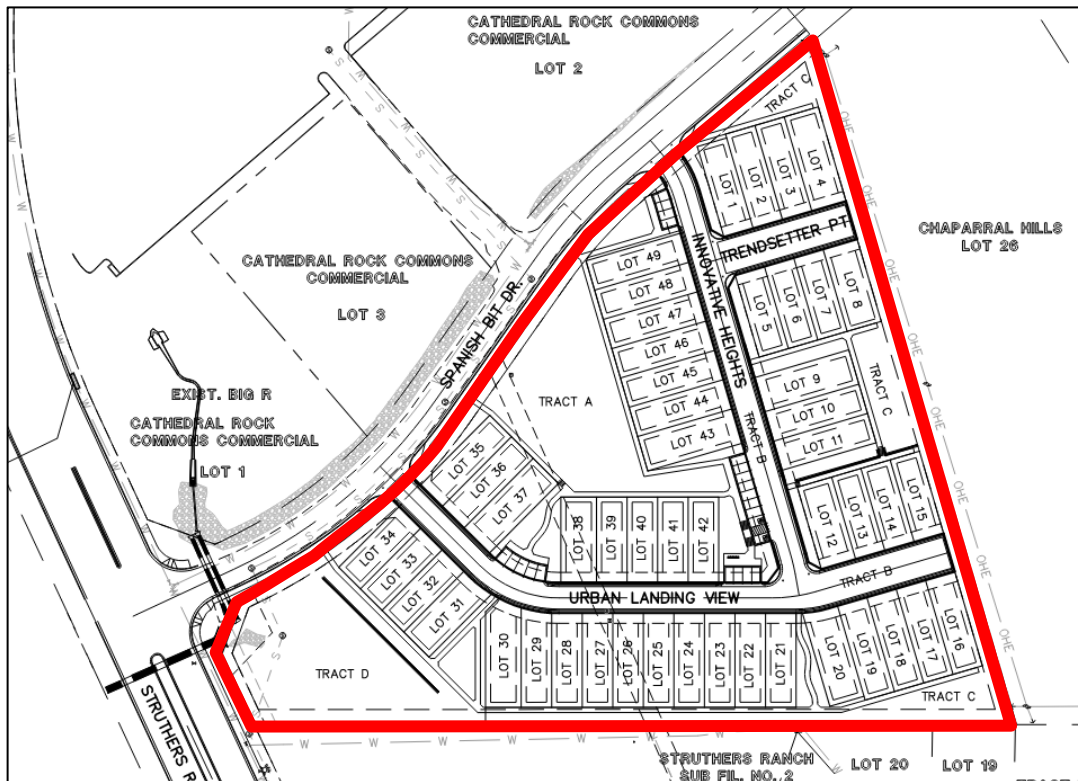 CATHEDRAL ROCK COMMONS
COMMERCIAL
LOT 2
TRACT C
OHE
LOT 1
LOT 2
LOT 3
LOT 4
CHAPARRAL HILLS
LOT 26
TRENDSETTER PT
INNOVATIVE HEIGHTS
CATHEDRAL ROCK COMMONS
COMMERCIAL
LOT 3
SPANISH BIT DR.
LOT 49
LOT 48
LOT 47
LOT 46
LOT 45
LOT 44
LOT 43
LOT 5
LOT 6
LOT 7
LOT 8
OHE
LOT 9
LOT 10
LOT 11
TRACT C
OHE
EXIST. BIG R
CATHEDRAL ROCK
COMMONS COMMERCIAL
LOT 1
TRACT A
TRACT B
LOT 35
LOT 36
LOT 37
LOT 38
LOT 39
LOT 40
LOT 41
LOT 42
LOT 12
LOT 13
LOT 14
LOT 15
OHE
LOT 34
LOT 33
LOT 32
LOT 31
URBAN LANDING VIEW
TRACT B
OHE
LOT 30
LOT 29
LOT 28
LOT 27
LOT 26
LOT 25
LOT 24
LOT 23
LOT 22
LOT 21
LOT 20
LOT 19
LOT 18
LOT 17
LOT 16
TRACT D
TRACT C
STRUTHERS R
STRUTHERS RANCH
SUB FIL. NO. 2
LOT 20
LOT 19